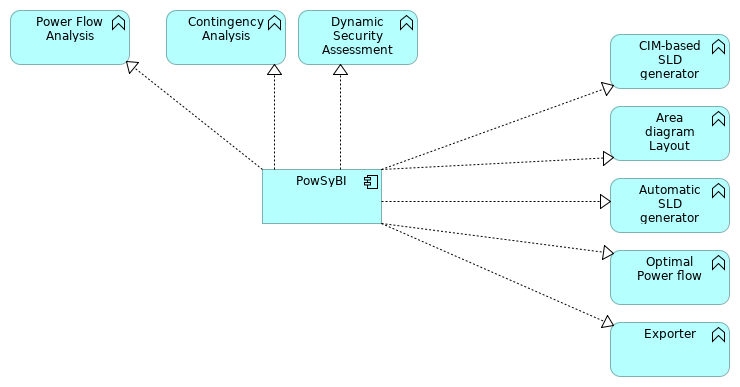 Power Flow
Analysis
Contingency
Analysis
Dynamic
Security
Assessment
CIM-based
SLD
generator
Area
diagram
Layout
PowSyBl
Automatic
SLD
generator
Optimal
Power flow
Exporter